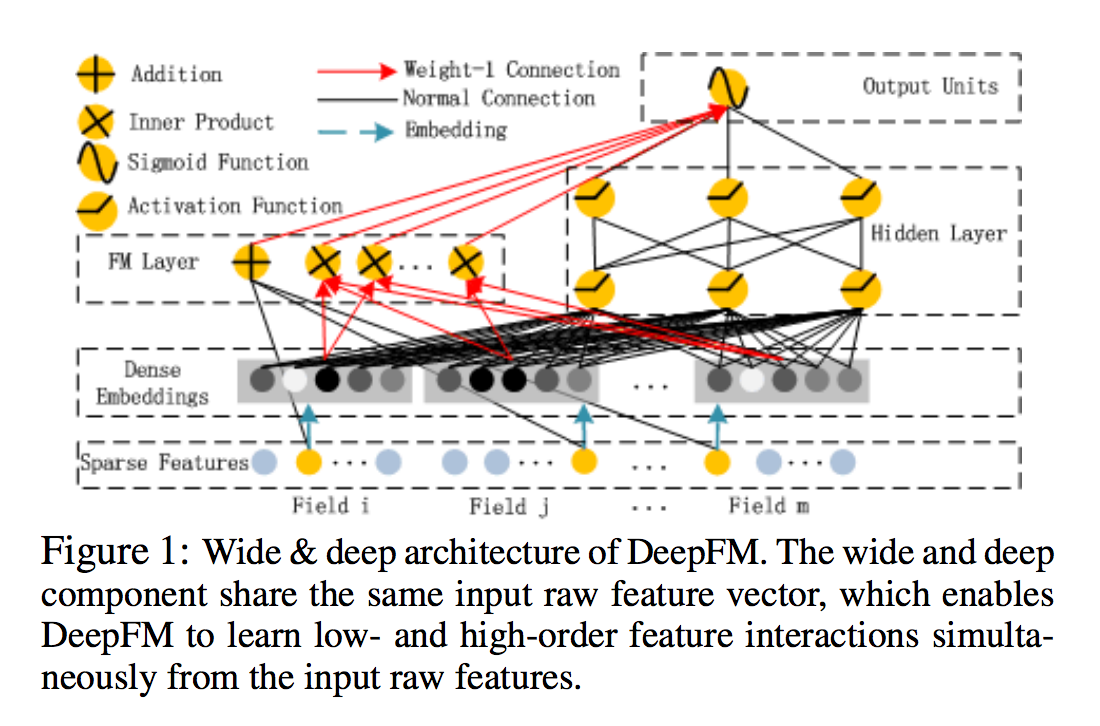 Addition
Inner Product
Sigmoid Function
Activation Function
Weight-1 Connection
Normal Connection
Embedding
Output Units
FM Layer
...
Hidden Layer
Dense
Embeddings
...
Sparse Features
...
...
...
...
Field i
Field j
...
Field m
Figure 1: Wide & deep architecture of DeepFM. The wide and deep
component share the same input raw feature vector, which enables
DeepFM to learn low- and high-order feature interactions simulta-
neously from the input raw features.